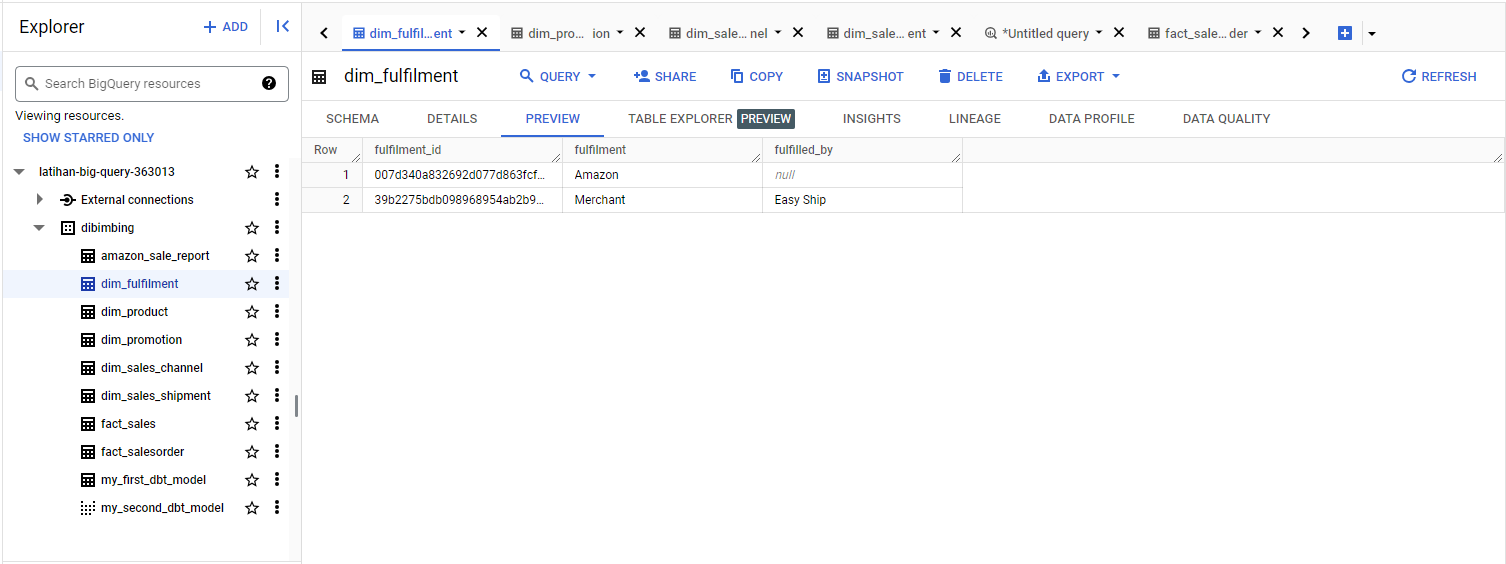 Explorer
+ ADD
Search BigQuery resources
Viewing resources.
SHOW STARRED ONLY
latihan-big-query-363013
External connections
dibimbing
amazon_sale_report
dim_fulfilment
dim_product
dim_promotion
dim_sales_channel
dim_sales_shipment
fact_sales
fact_salesorder
my_first_dbt_model
my_second_dbt_model
dim_fulfil...ent dim_pro... ion dim_sale...nel dim_sale...ent *Untitled query fact_sale...der
dim_fulfilment QUERY SHARE COPY SNAPSHOT DELETE EXPORT REFRESH
SCHEMA DETAILS PREVIEW TABLE EXPLORER PREVIEW INSIGHTS LINEAGE DATA PROFILE DATA QUALITY
Row fulfilment_id fulfilment fulfilled_by
1 007d340a832692d077d863fcf... Amazon null
2 39b2275bdb098968954ab2b9... Merchant Easy Ship